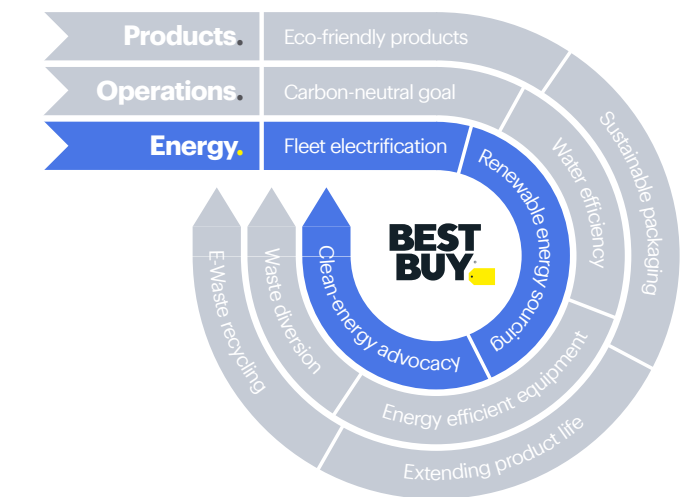 Products.
Eco-friendly products
Sustainable packaging
Extending product life
E-Waste recycling
Operations.
Carbon-neutral goal
Water efficiency
Energy efficient equipment
Waste diversion
Energy.
Fleet electrification
Renewable energy sourcing
Clean-energy advocacy
BEST
BUY